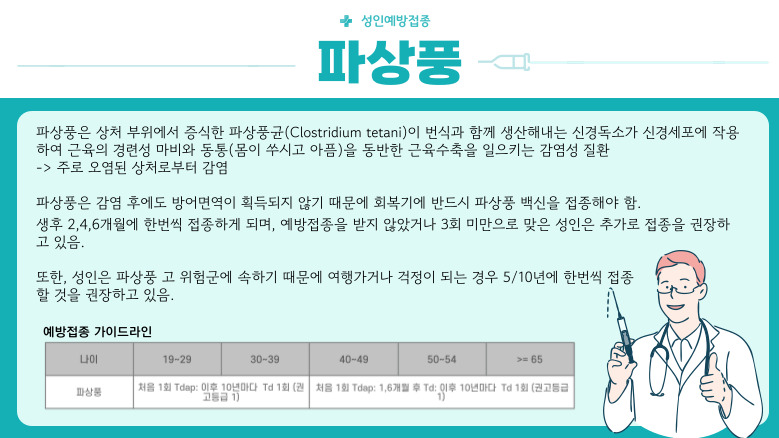 성인예방접종
파상풍
파상풍은 상처 부위에서 증식한 파상풍균(Clostridium tetani)이 번식과 함께 생산해내는 신경독소가 신경세포에 작용
하여 근육의 경련성 마비와 동통(몸이 쑤시고 아픔)을 동반한 근육수축을 일으키는 감염성 질환
-> 주로 오염된 상처로부터 감염
파상풍은 감염 후에도 방어면역이 획득되지 않기 때문에 회복기에 반드시 파상풍 백신을 접종해야 함.
생후 2,4,6개월에 한번씩 접종하게 되며, 예방접종을 받지 않았거나 3회 미만으로 맞은 성인은 추가로 접종을 권장하
고 있음.
또한, 성인은 파상풍 고 위험군에 속하기 때문에 여행가거나 걱정이 되는 경우 5/10년에 한번씩 접종
할 것을 권장하고 있음.
예방접종 가이드라인
나이 19~29 30~39 40~49 50~54 >= 65
파상풍 처음 1회 Tdap: 이후 10년마다 Td 1회 (권 처음 1회 Tdap: 1,6개월 후 Td: 이후 10년마다 Td 1회 (권고등급
고등급 1) 1)